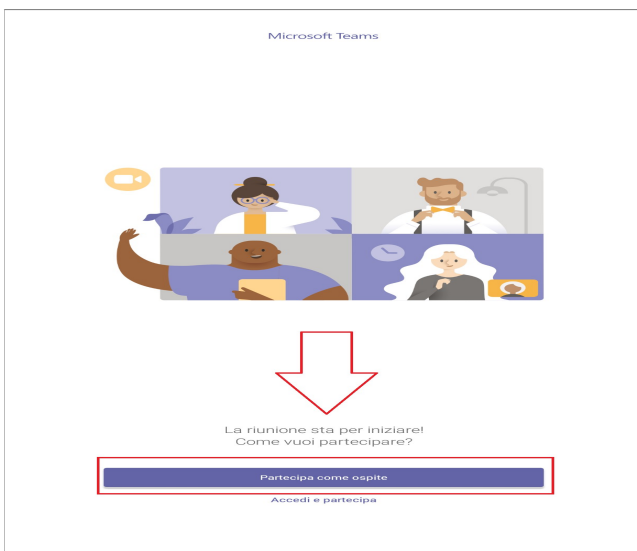 Microsoft Teams
La riunione sta per iniziare!
Come vuoi partecipare?
Partecipa come ospite
Accedi e partecipa